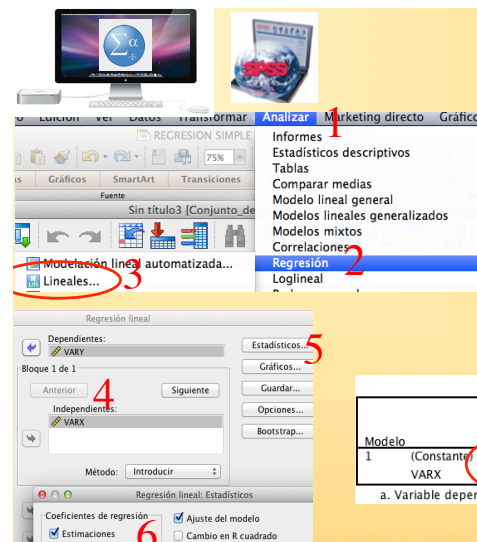 SPSS
Edición Ver Datos Transformar Analizar Marketing directo Gráfico
1
REGRESION SIMPLE
75%
Gráficos SmartArt Transiciones
Fuente
Sin título3 [Conjunto_de
Informes
Estadísticos descriptivos
Tablas
Comparar medias
Modelo lineal general
Modelos lineales generalizados
Modelos mixtos
Correlaciones
Regresión
2
Loglineal
Modelación lineal automatizada...
Lineales...
3
Regresión lineal
Dependientes:
VARY
Estadísticos...
5
Bloque 1 de 1
Gráficos...
Anterior
4
Siguiente
Guardar...
Independientes:
Opciones...
VARX
Bootstrap...
Método: Introducir
Regresión lineal: Estadísticos
Coeficientes de regresión
Ajuste del modelo
Estimaciones
6
Cambio en R cuadrado
Modelo
1 (Constante)
VARX
a. Variable deper